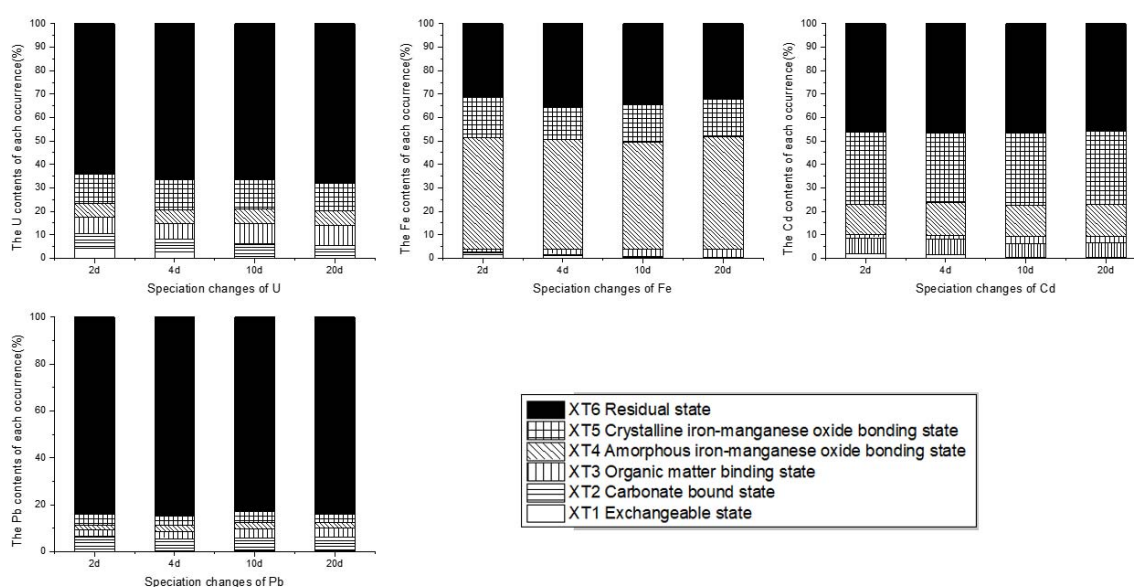 The U contents of each occurrence(%)
100
90
80
70
60
50
40
30
20
10
0
2d 4d 10d 20d
Speciation changes of U
The Fe contents of each occurrence(%)
100
90
80
70
60
50
40
30
20
10
0
2d 4d 10d 20d
Speciation changes of Fe
The Cd contents of each occurrence(%)
100
90
80
70
60
50
40
30
20
10
0
2d 4d 10d 20d
Speciation changes of Cd
The Pb contents of each occurrence(%)
100
80
60
40
20
0
2d 4d 10d 20d
Speciation changes of Pb
XT6 Residual state
XT5 Crystalline iron-manganese oxide bonding state
XT4 Amorphous iron-manganese oxide bonding state
XT3 Organic matter binding state
XT2 Carbonate bound state
XT1 Exchangeable state